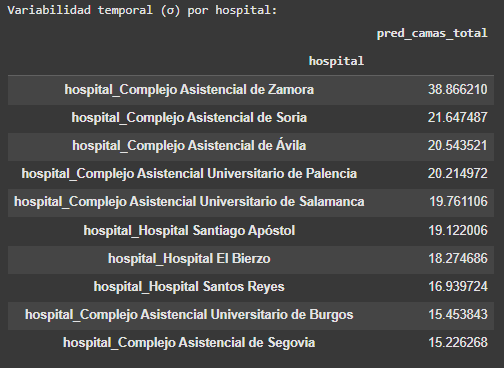 Variabilidad temporal (σ) por hospital:
pred_camas_total
hospital
hospital_Complejo Asistencial de Zamora 38.866210
hospital_Complejo Asistencial de Soria 21.647487
hospital_Complejo Asistencial de Ávila 20.543521
hospital_Complejo Asistencial Universitario de Palencia 20.214972
hospital_Complejo Asistencial Universitario de Salamanca 19.761106
hospital_Hospital Santiago Apóstol 19.122006
hospital_Hospital El Bierzo 18.274686
hospital_Hospital Santos Reyes 16.939724
hospital_Complejo Asistencial Universitario de Burgos 15.453843
hospital_Complejo Asistencial de Segovia 15.226268